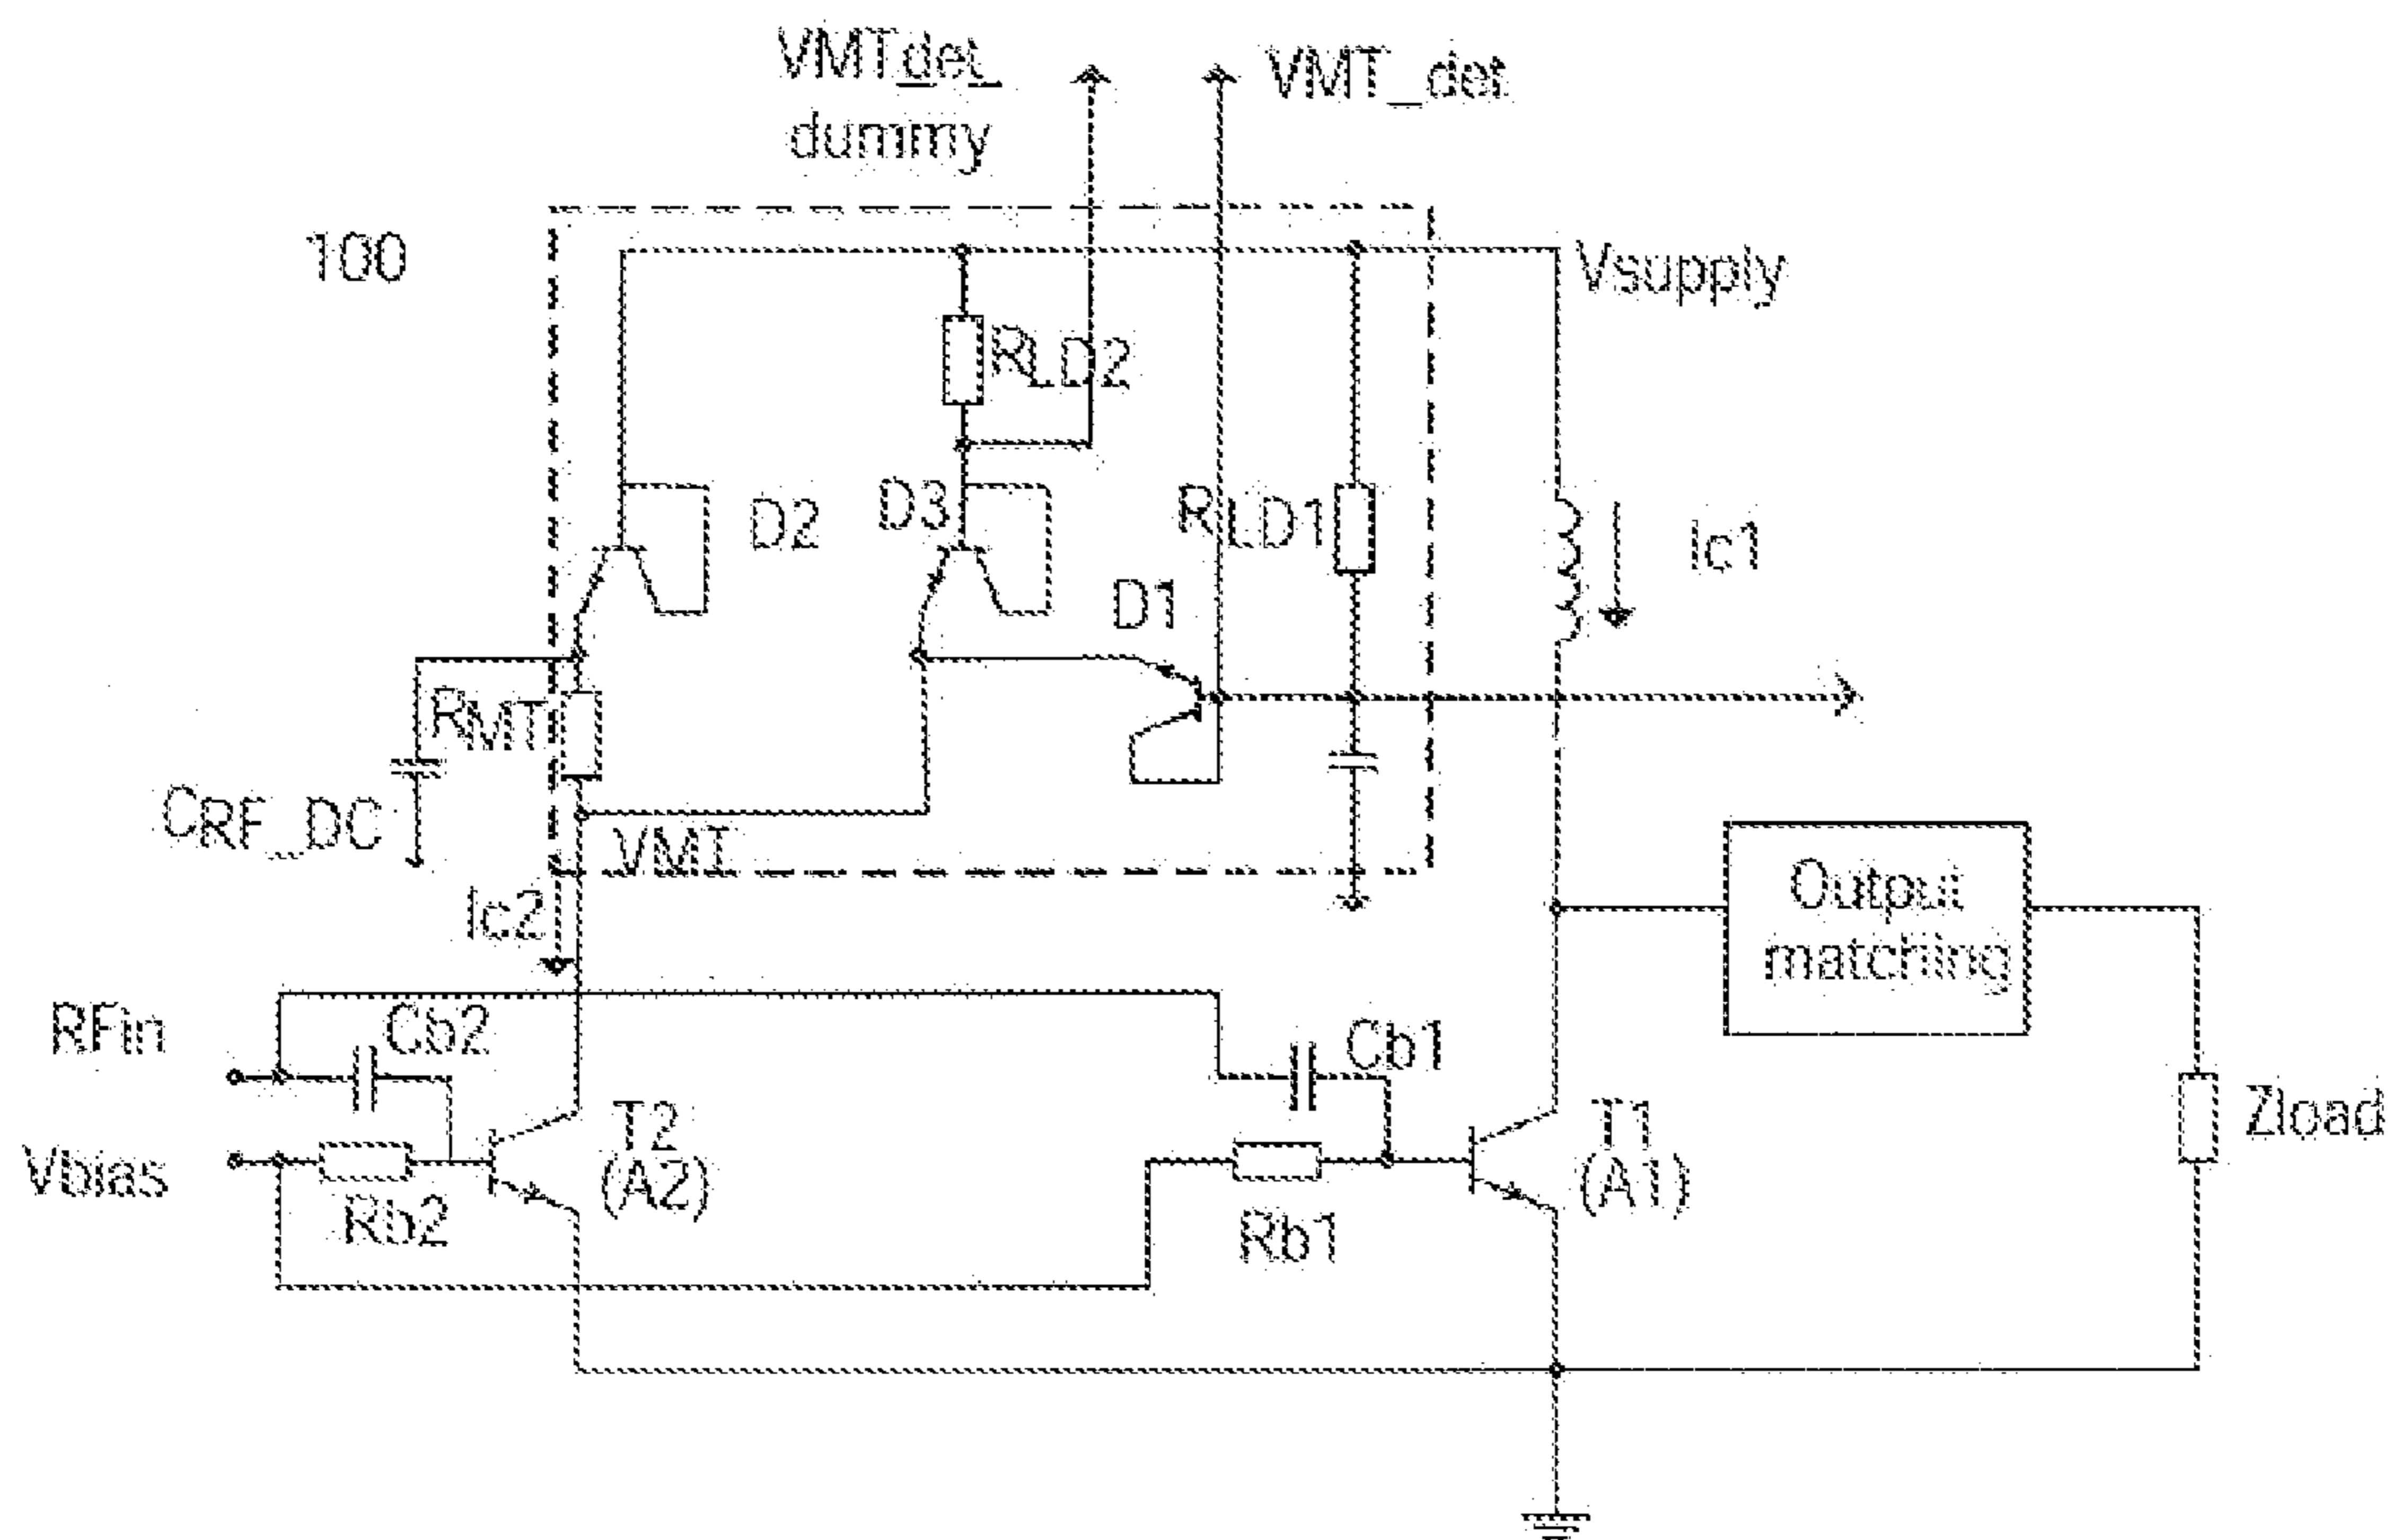 VMTdet_
dummy
VMT_det
100
Vsupply
RLD2
D2
D3
RLD1
Ic1
D1
RMT
CRF_DC
VMT
Ic2
Output
matching
RFin
Cb2
Cb1
T2
(A2)
T1
(A1)
Zload
Vbias
Rb2
Rb1